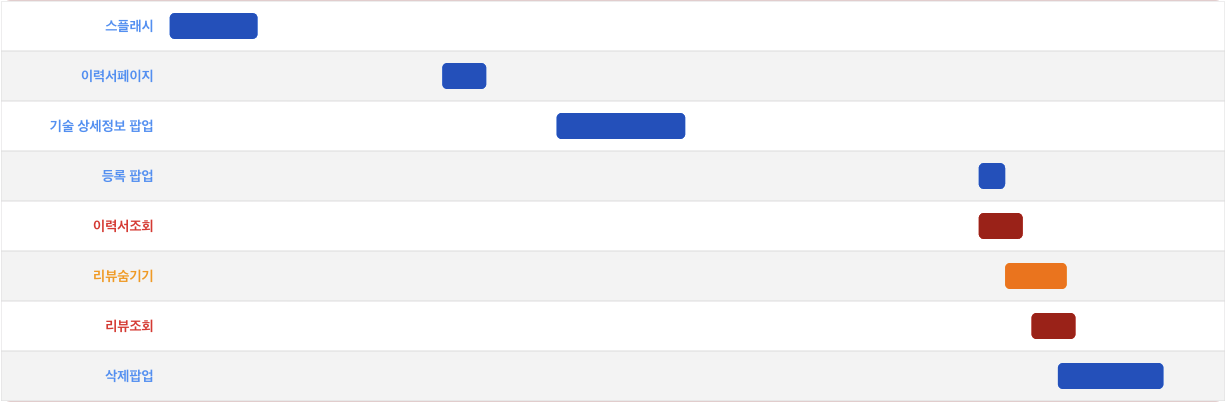 스플래시
이력서페이지
기술 상세정보 팝업
등록 팝업
이력서조회
리뷰숨기기
리뷰조회
삭제팝업